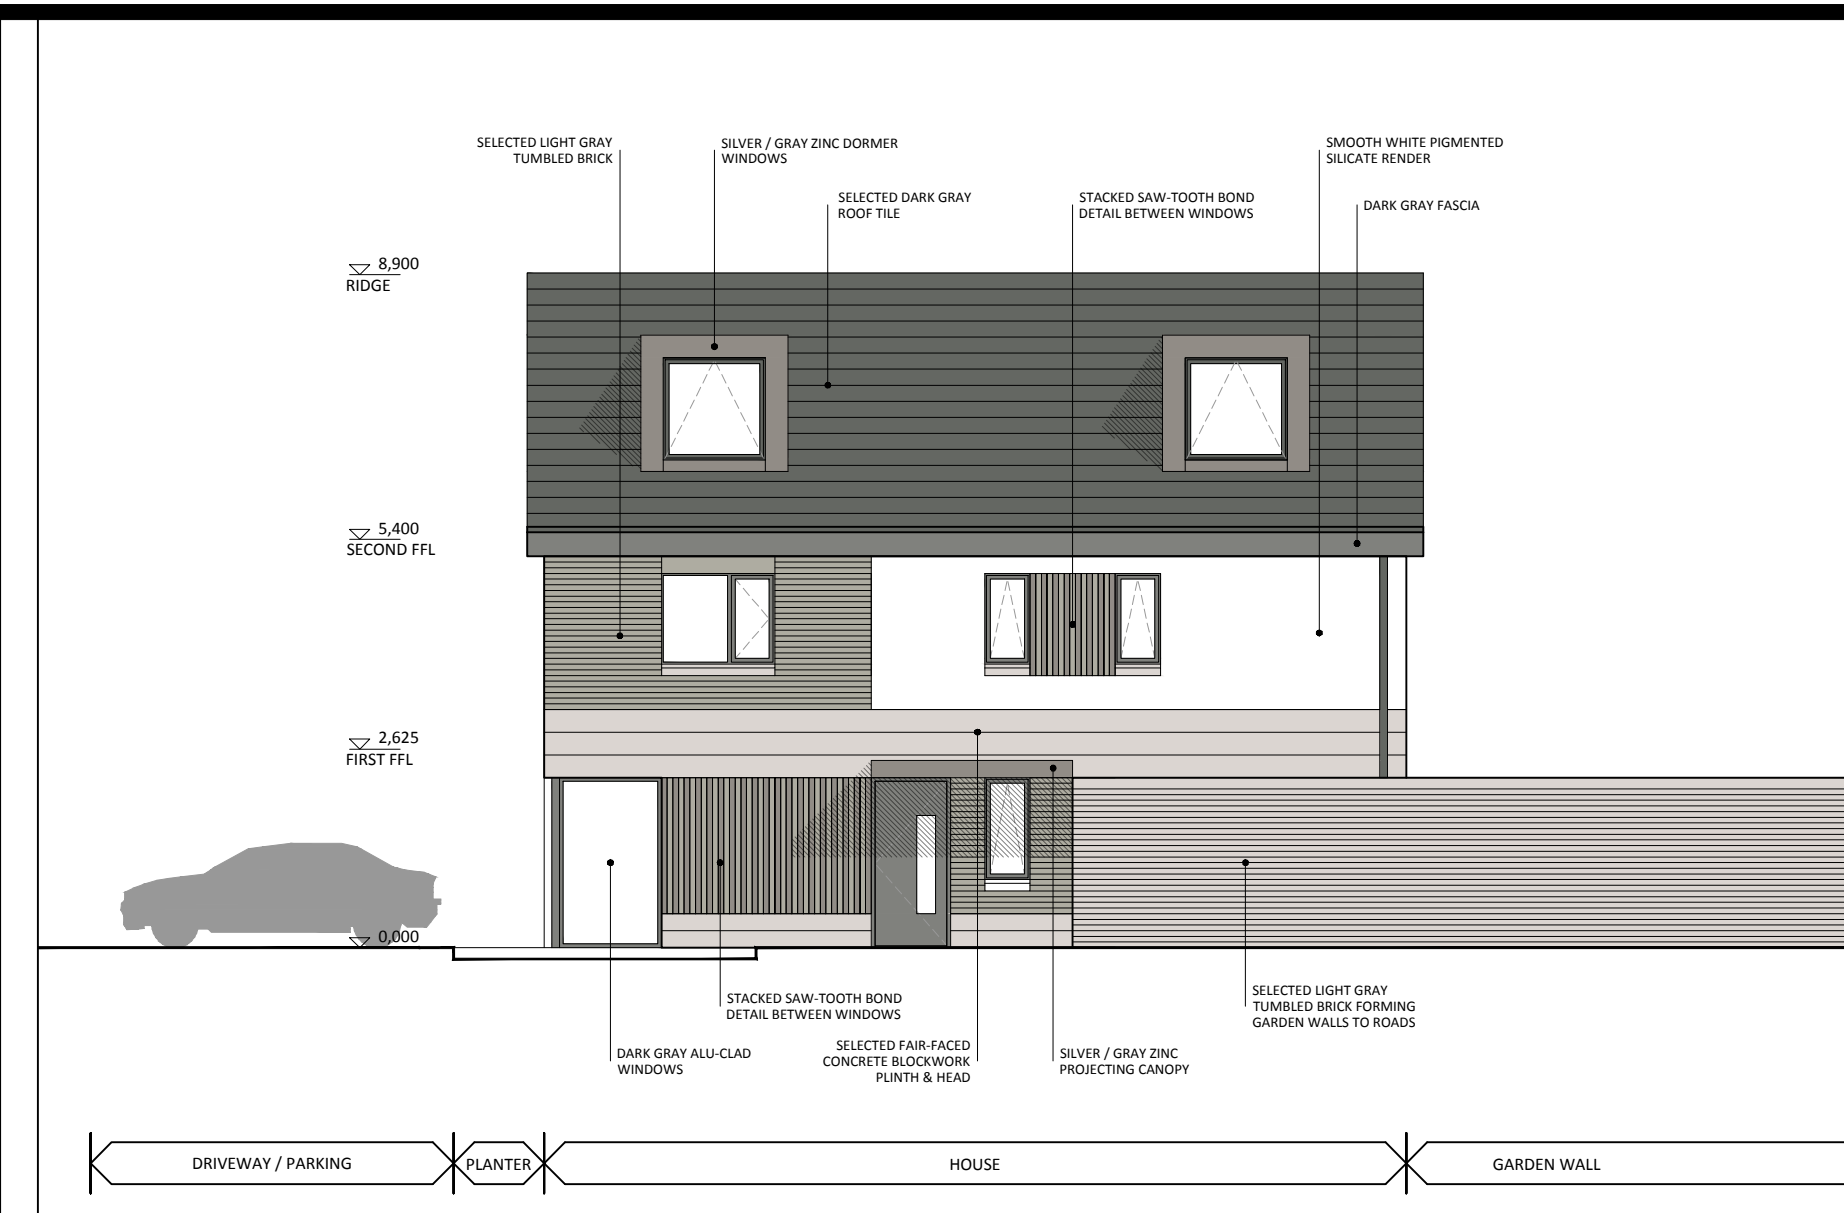 SELECTED LIGHT GRAY
TUMBLED BRICK
SILVER / GRAY ZINC DORMER
WINDOWS
SMOOTH WHITE PIGMENTED
SILICATE RENDER
SELECTED DARK GRAY
ROOF TILE
STACKED SAW-TOOTH BOND
DETAIL BETWEEN WINDOWS
DARK GRAY FASCIA
8,900
RIDGE
5,400
SECOND FFL
2,625
FIRST FFL
0,000
STACKED SAW-TOOTH BOND
DETAIL BETWEEN WINDOWS
SELECTED LIGHT GRAY
TUMBLED BRICK FORMING
GARDEN WALLS TO ROADS
DARK GRAY ALU-CLAD
WINDOWS
SELECTED FAIR-FACED
CONCRETE BLOCKWORK
PLINTH & HEAD
SILVER / GRAY ZINC
PROJECTING CANOPY
DRIVEWAY / PARKING
PLANTER
HOUSE
GARDEN WALL